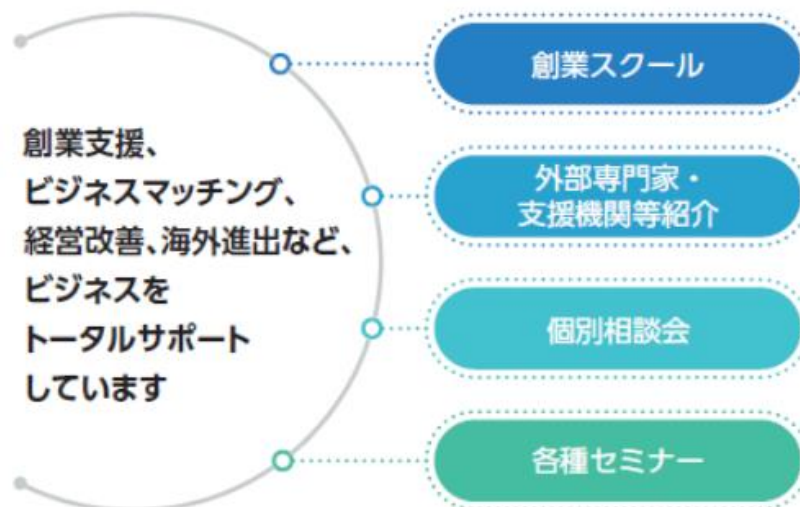 創業支援、
ビジネスマッチング、
経営改善、海外進出など、
ビジネスを
トータルサポート
しています
創業スクール
外部専門家・
支援機関等紹介
個別相談会
各種セミナー